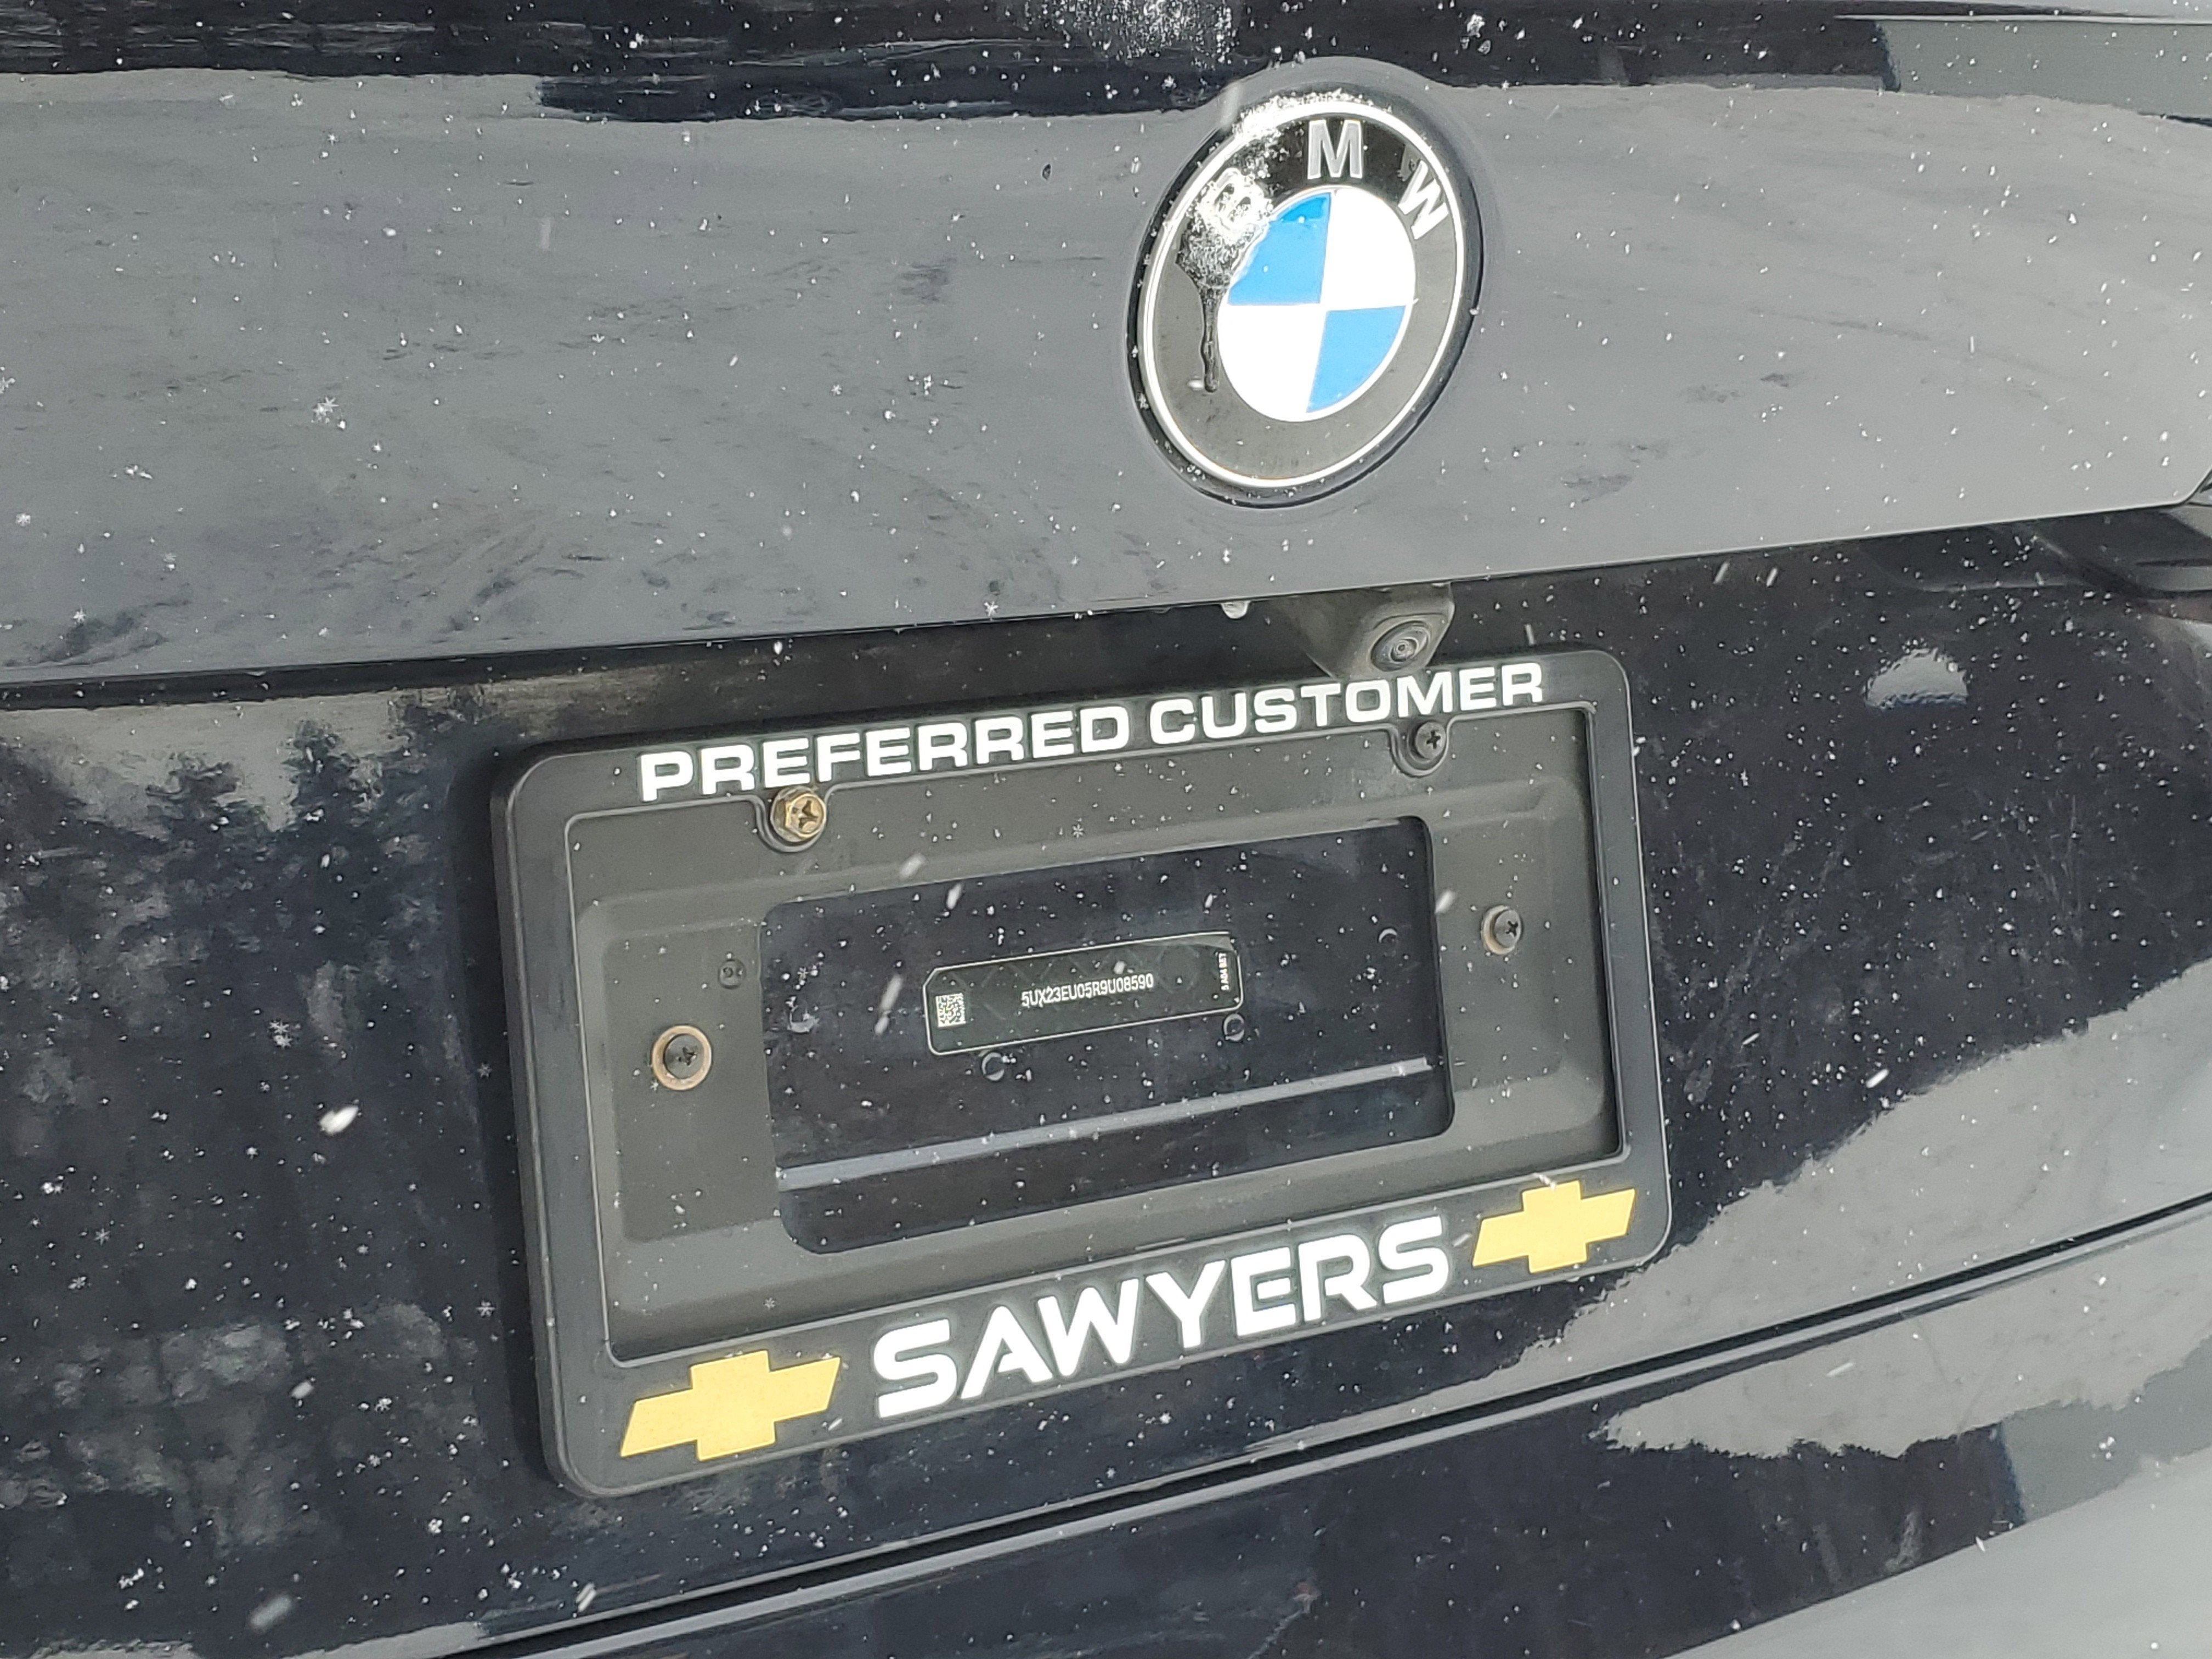 BMW
PREFERRED CUSTOMER
5UX23EU05R9U08590
SAWYERS